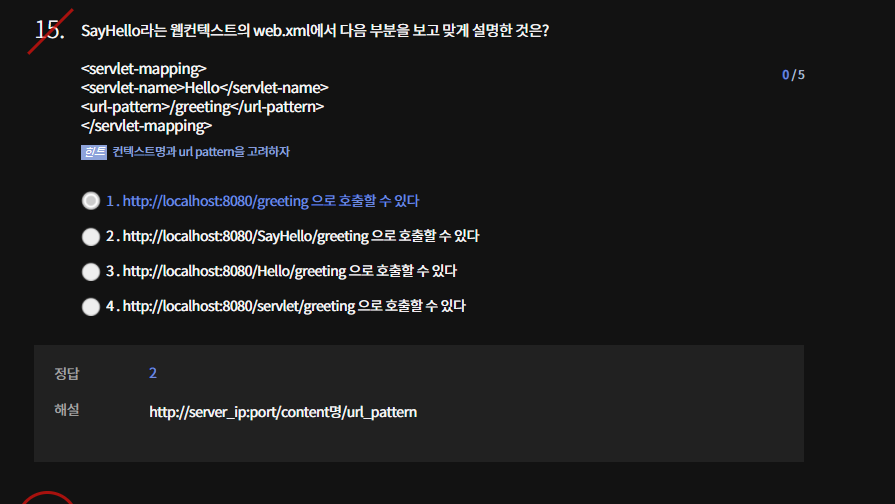 15. SayHello라는 웹컨텍스트의 web.xml에서 다음 부분을 보고 맞게 설명한 것은?
<servlet-mapping>
0/5
<servlet-name>Hello</servlet-name>
<url-pattern>/greeting</url-pattern>
</servlet-mapping>
힌트 컨텍스트명과 url pattern을 고려하자
1. http://localhost:8080/greeting 으로 호출할 수 있다
2. http://localhost:8080/SayHello/greeting 으로 호출할 수 있다
3. http://localhost:8080/Hello/greeting 으로 호출할 수 있다
4. http://localhost:8080/servlet/greeting 으로 호출할 수 있다
정답 2
해설 http://server_ip:port/content명/url_pattern